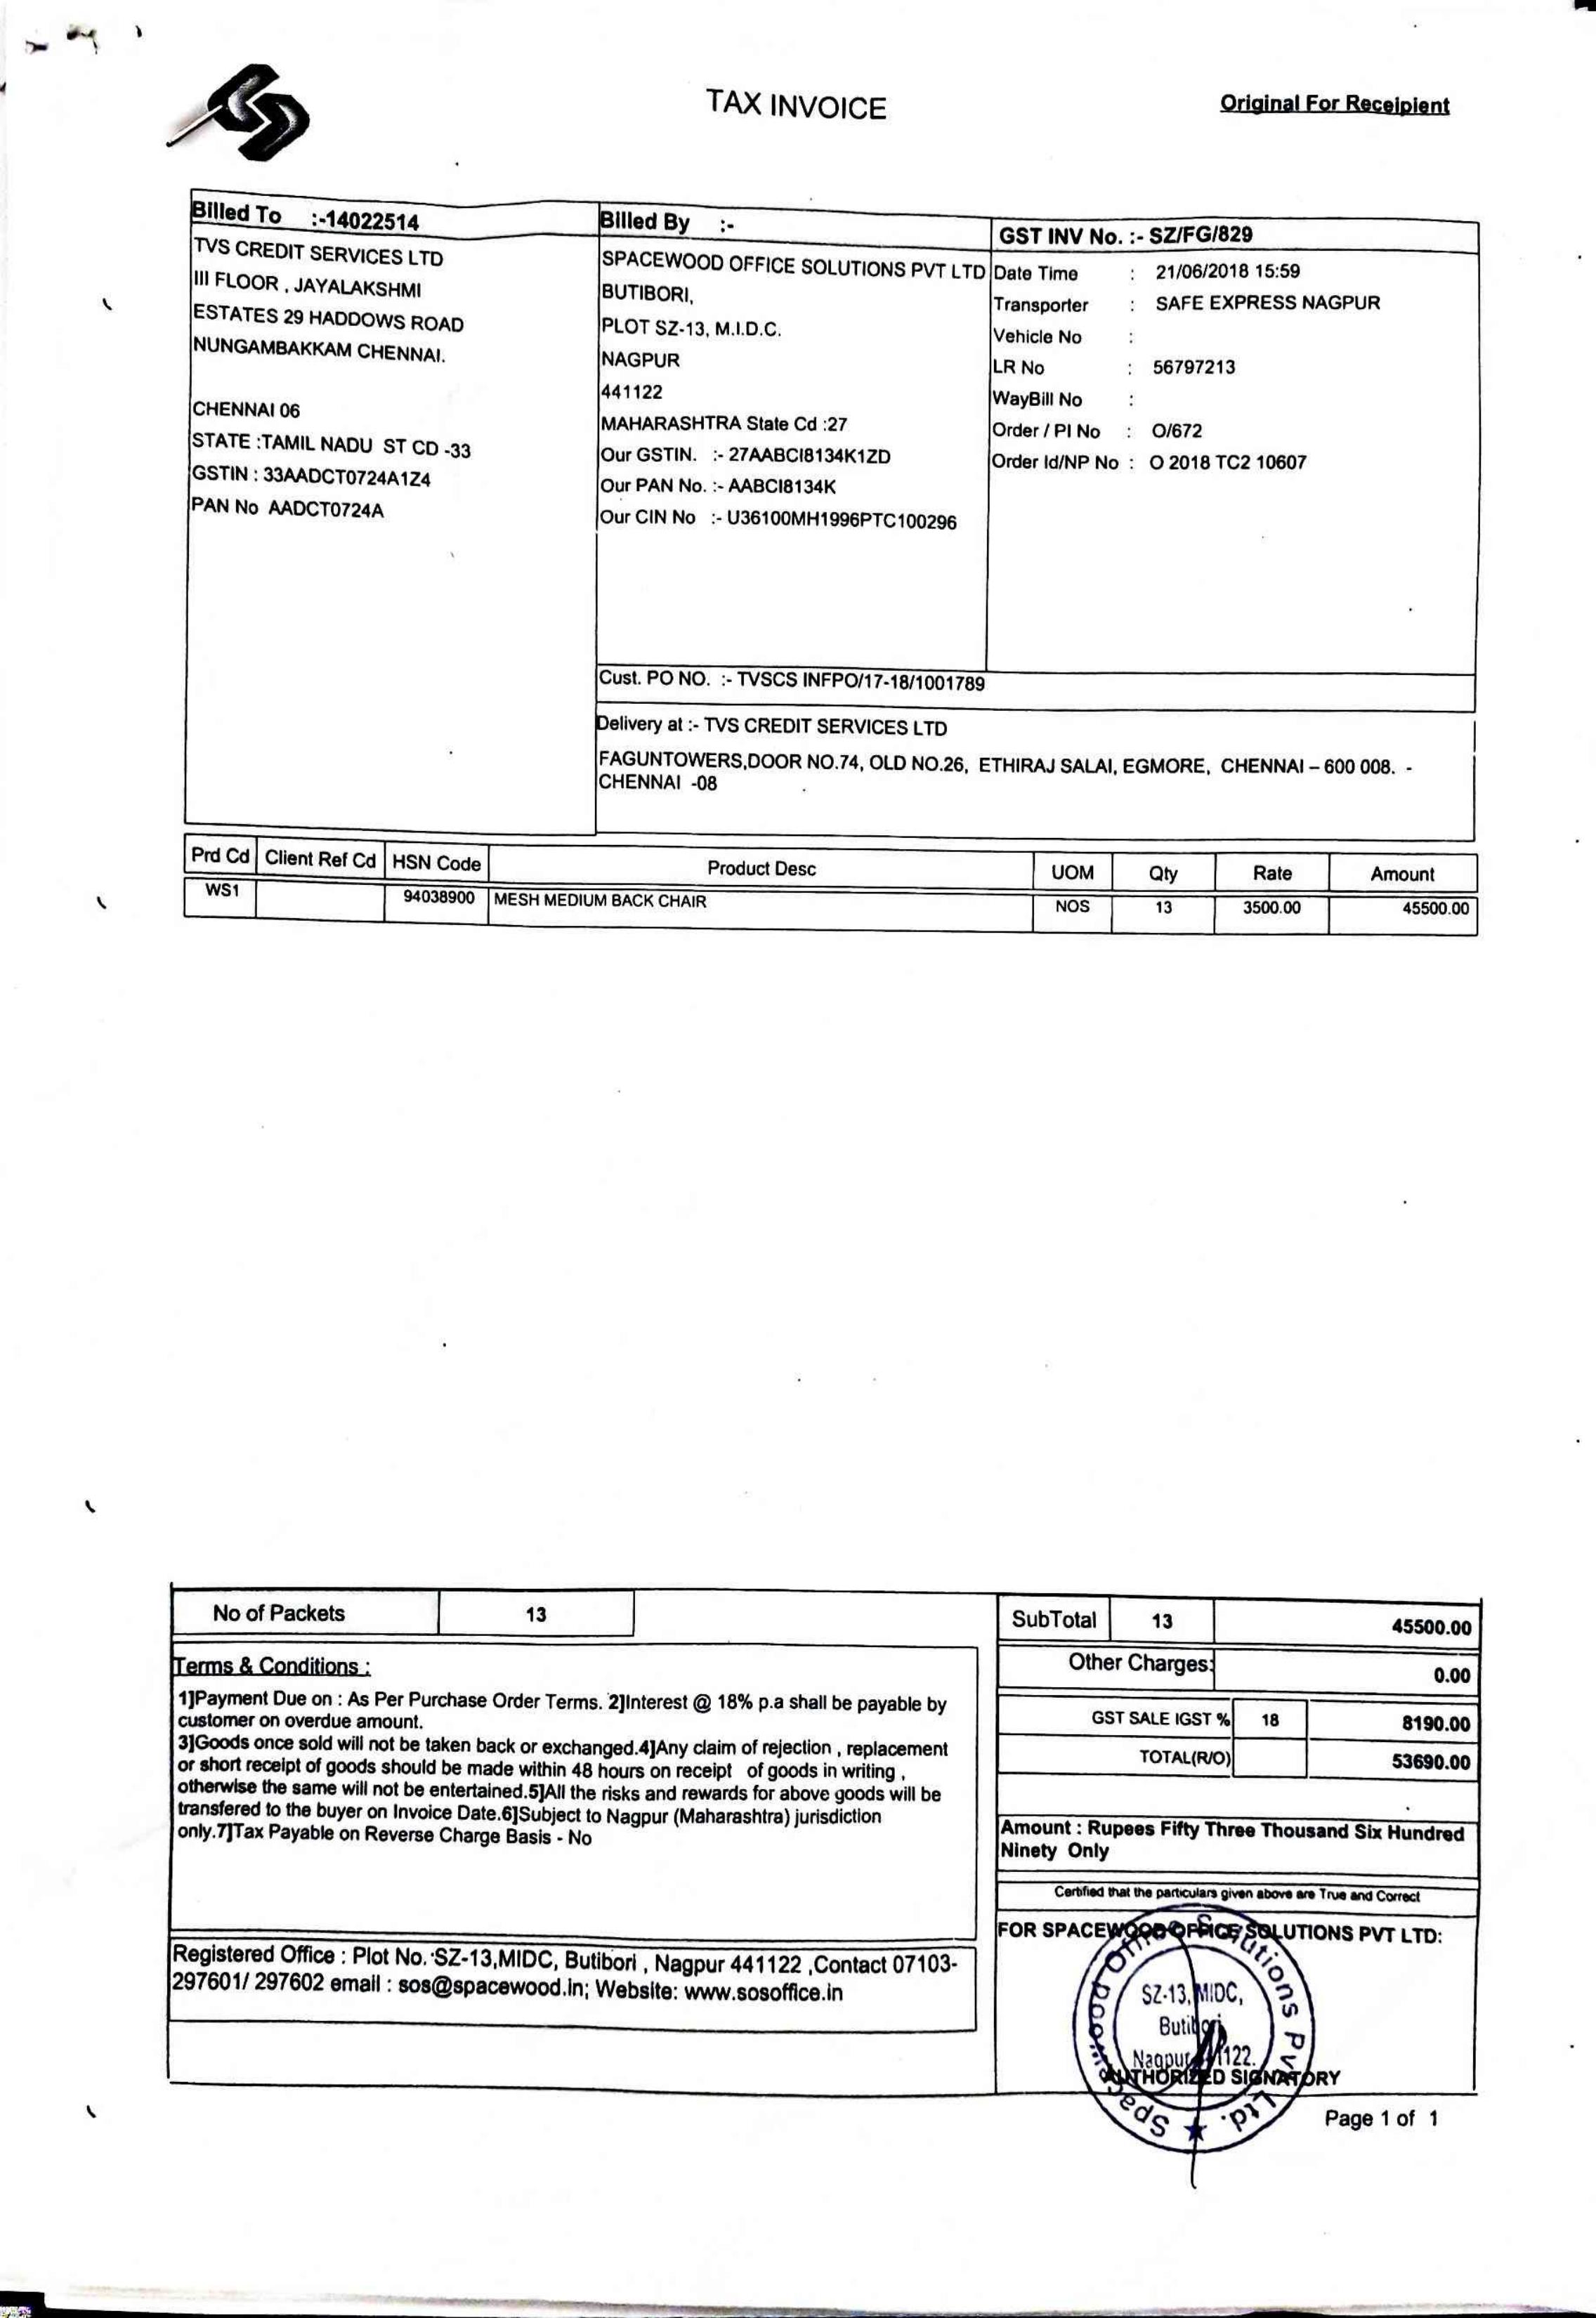 TAX INVOICE
Original For Receipient
Billed To :-14022514
TVS CREDIT SERVICES LTD
III FLOOR , JAYALAKSHMI
ESTATES 29 HADDOWS ROAD
NUNGAMBAKKAM CHENNAI.
CHENNAI 06
STATE :TAMIL NADU ST CD -33
GSTIN : 33AADCT0724A1Z4
PAN No AADCT0724A
Billed By :-
SPACEWOOD OFFICE SOLUTIONS PVT LTD
BUTIBORI,
PLOT SZ-13, M.I.D.C.
NAGPUR
441122
MAHARASHTRA State Cd :27
Our GSTIN. :- 27AABCI8134K1ZD
Our PAN No. :- AABCI8134K
Our CIN No :- U36100MH1996PTC100296
GST INV No. :- SZ/FG/829
Date Time : 21/06/2018 15:59
Transporter : SAFE EXPRESS NAGPUR
Vehicle No :
LR No : 56797213
WayBill No :
Order / PI No : O/672
Order Id/NP No : O 2018 TC2 10607
Cust. PO NO. :- TVSCS INFPO/17-18/1001789
Delivery at :- TVS CREDIT SERVICES LTD
FAGUNTOWERS,DOOR NO.74, OLD NO.26, ETHIRAJ SALAI, EGMORE, CHENNAI – 600 008. -
CHENNAI -08
Prd Cd Client Ref Cd HSN Code Product Desc UOM Qty Rate Amount
WS1 94038900 MESH MEDIUM BACK CHAIR NOS 13 3500.00 45500.00
No of Packets 13
SubTotal 13 45500.00
Other Charges: 0.00
GST SALE IGST % 18 8190.00
TOTAL(R/O) 53690.00
Terms & Conditions :
1]Payment Due on : As Per Purchase Order Terms. 2]Interest @ 18% p.a shall be payable by
customer on overdue amount.
3]Goods once sold will not be taken back or exchanged.4]Any claim of rejection , replacement
or short receipt of goods should be made within 48 hours on receipt of goods in writing ,
otherwise the same will not be entertained.5]All the risks and rewards for above goods will be
transfered to the buyer on Invoice Date.6]Subject to Nagpur (Maharashtra) jurisdiction
only.7]Tax Payable on Reverse Charge Basis - No
Amount : Rupees Fifty Three Thousand Six Hundred
Ninety Only
Certified that the particulars given above are True and Correct
FOR SPACEWOOD OFFICE SOLUTIONS PVT LTD:
Registered Office : Plot No. SZ-13,MIDC, Butibori , Nagpur 441122 ,Contact 07103-
297601/ 297602 email : sos@spacewood.in; Website: www.sosoffice.in
Spacewood Office Solutions Pvt. Ltd.
SZ-13, MIDC,
Butibori,
Nagpur 441122.
AUTHORIZED SIGNATORY
Page 1 of 1